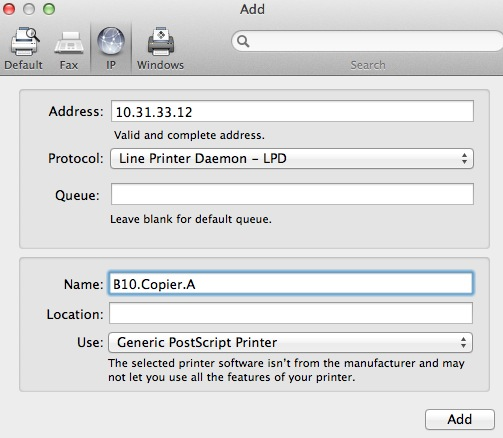 Add
Default Fax IP Windows Search
Address: 10.31.33.12
Valid and complete address.
Protocol: Line Printer Daemon – LPD
Queue:
Leave blank for default queue.
Name: B10.Copier.A
Location:
Use: Generic PostScript Printer
The selected printer software isn't from the manufacturer and may
not let you use all the features of your printer.
Add